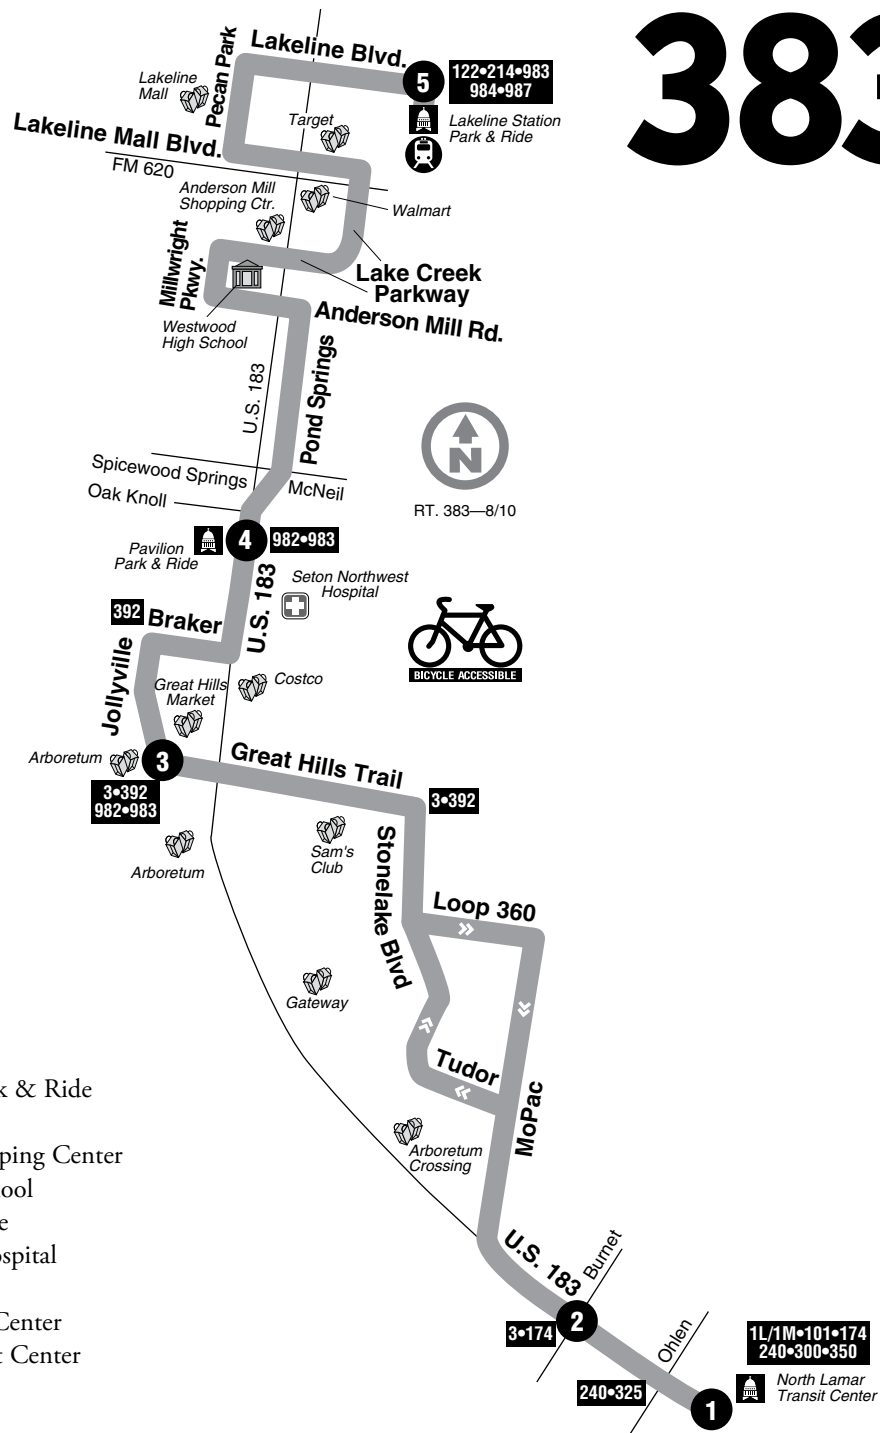 383
Lakeline Blvd.
Pecan Park
5
122•214•983
984•987
Lakeline
Mall
Lakeline Station
Park & Ride
Target
Lakeline Mall Blvd.
FM 620
Anderson Mill
Shopping Ctr.
Walmart
Millwright
Pkwy.
Lake Creek
Parkway
Westwood
High School
Anderson Mill Rd.
U.S. 183
Pond Springs
N
RT. 383—8/10
Spicewood Springs
McNeil
Oak Knoll
4
982•983
Pavilion
Park & Ride
U.S. 183
Seton Northwest
Hospital
392
Braker
BICYCLE ACCESSIBLE
Jollyville
Great Hills
Market
Costco
Arboretum
3
3•392
982•983
Great Hills Trail
3•392
Arboretum
Sam's
Club
Stonelake Blvd
Loop 360
Gateway
Tudor
MoPac
Arboretum
Crossing
k & Ride
ping Center
ool
e
ospital
Center
t Center
U.S. 183
Burnet
2
3•174
Ohlen
240•325
1
1L/1M•101•174
240•300•350
North Lamar
Transit Center